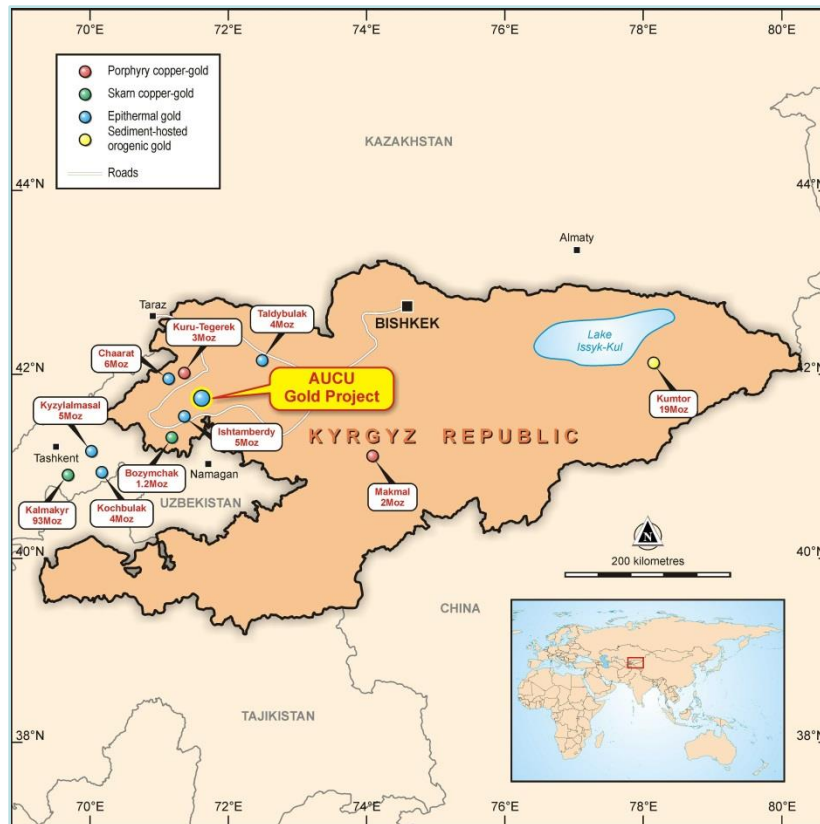 70°E
72°E
74°E
76°E
78°E
80°E
Porphyry copper-gold
Skarn copper-gold
Epithermal gold
Sediment-hosted
orogenic gold
Roads
KAZAKHSTAN
44°N
44°N
Almaty
Taraz
Kuru-Tegerek
3Moz
Taldybulak
4Moz
BISHKEK
Lake
Issyk-Kul
42°N
42°N
Chaarat
6Moz
AUCU
Gold Project
Kumtor
19Moz
Kyzylalmasal
5Moz
Ishtamberdy
5Moz
KYRGYZ REPUBLIC
Tashkent
Bozymchak
1.2Moz
Namagan
Makmal
2Moz
UZBEKISTAN
Kalmakyr
93Moz
Kochbulak
4Moz
N
40°N
40°N
200 kilometres
CHINA
TAJIKISTAN
38°N
38°N
70°E
72°E
74°E
76°E
78°E
80°E